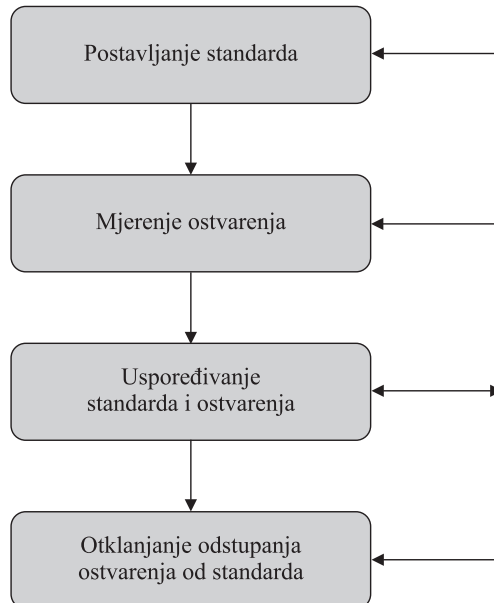 Postavljanje standarda
Mjerenje ostvarenja
Uspoređivanje
standarda i ostvarenja
Otklanjanje odstupanja
ostvarenja od standarda